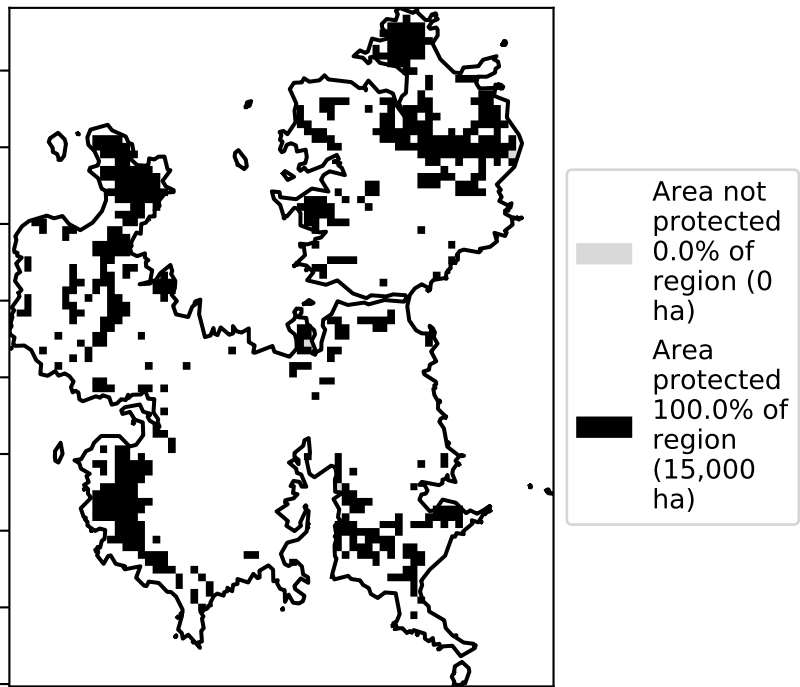 Area not
protected
0.0% of
region (0
ha)
Area
protected
100.0% of
region
(15,000
ha)